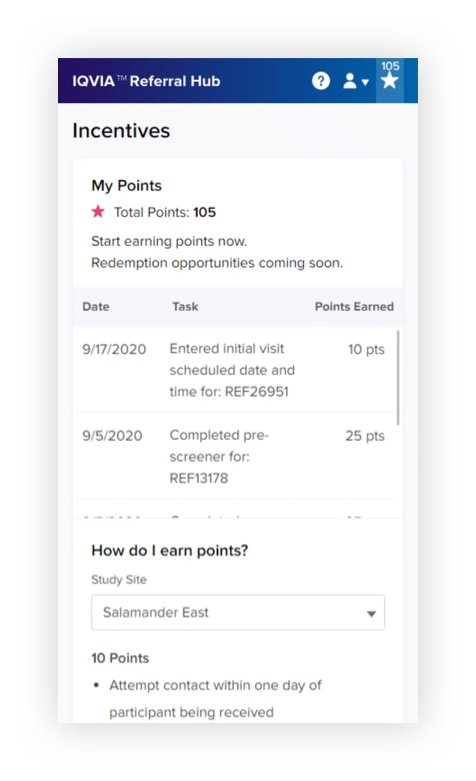 105
IQVIA™ Referral Hub
?
Incentives
My Points
Total Points: 105
Start earning points now.
Redemption opportunities coming soon.
Date Task Points Earned
9/17/2020 Entered initial visit 10 pts
scheduled date and
time for: REF26951
9/5/2020 Completed pre- 25 pts
screener for:
REF13178
How do I earn points?
Study Site
Salamander East
10 Points
• Attempt contact within one day of
participant being received